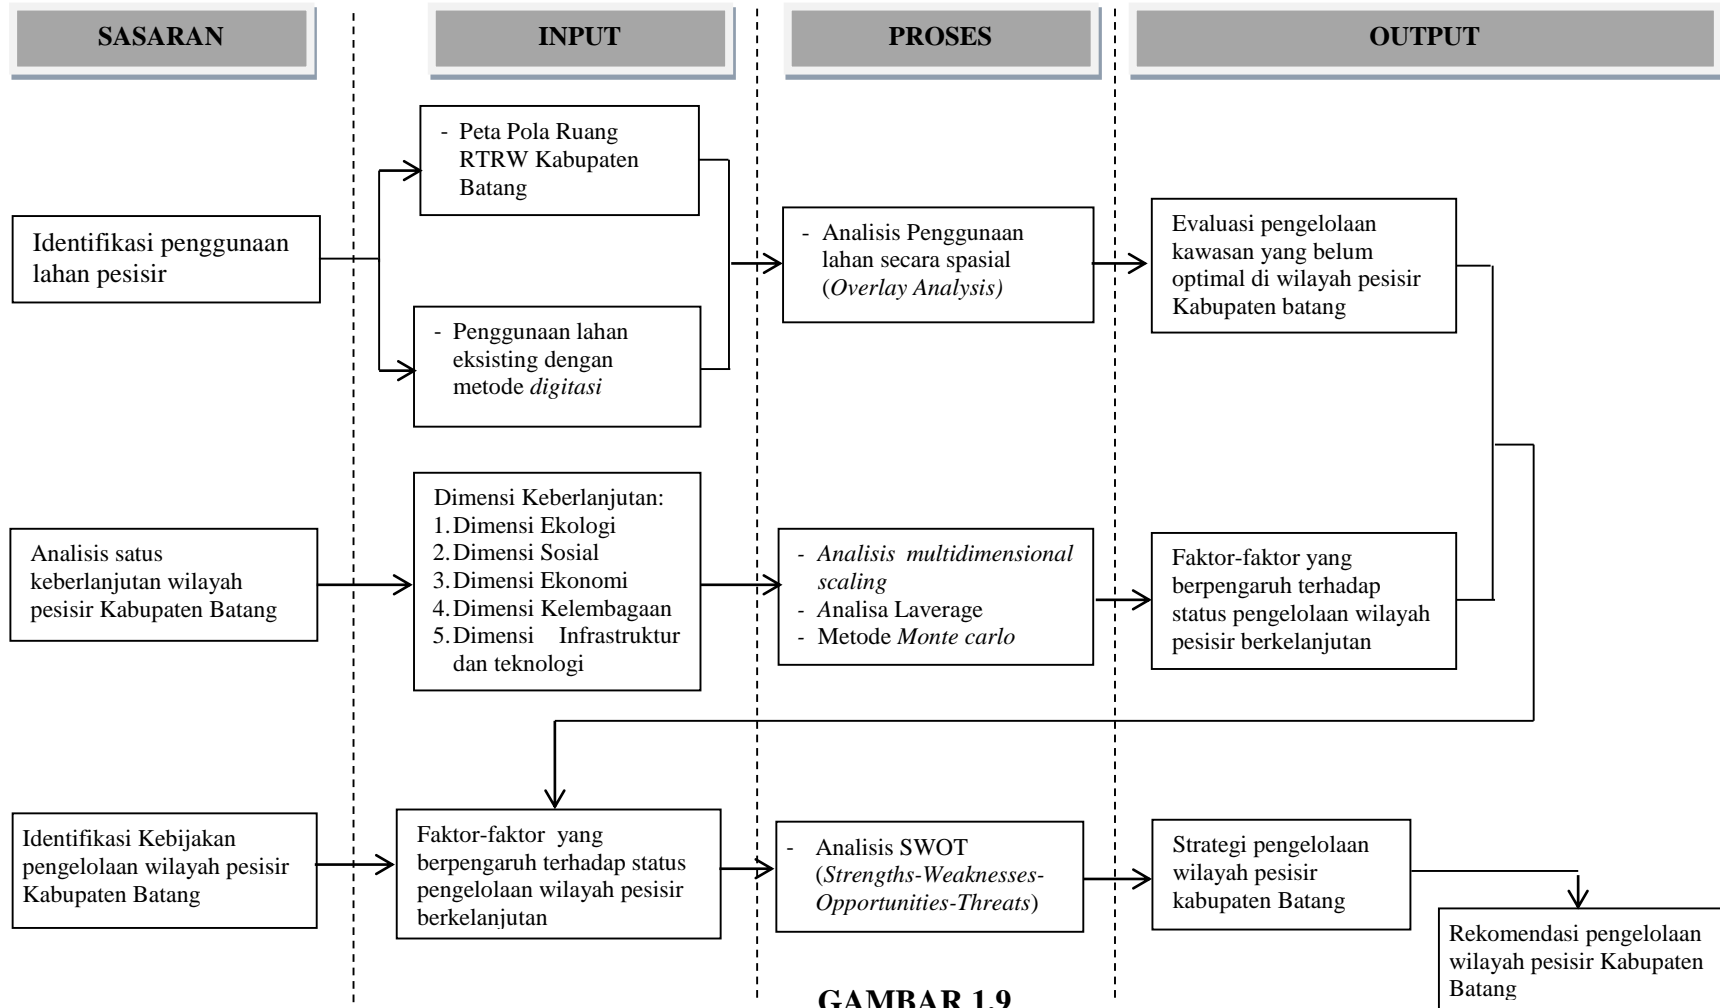 SASARAN
INPUT
PROSES
OUTPUT
Identifikasi penggunaan
lahan pesisir
- Peta Pola Ruang
RTRW Kabupaten
Batang
- Penggunaan lahan
eksisting dengan
metode digitasi
- Analisis Penggunaan
lahan secara spasial
(Overlay Analysis)
Evaluasi pengelolaan
kawasan yang belum
optimal di wilayah pesisir
Kabupaten batang
Analisis satus
keberlanjutan wilayah
pesisir Kabupaten Batang
Dimensi Keberlanjutan:
1. Dimensi Ekologi
2. Dimensi Sosial
3. Dimensi Ekonomi
4. Dimensi Kelembagaan
5. Dimensi Infrastruktur
dan teknologi
- Analisis multidimensional
scaling
- Analisa Laverage
- Metode Monte carlo
Faktor-faktor yang
berpengaruh terhadap
status pengelolaan wilayah
pesisir berkelanjutan
Identifikasi Kebijakan
pengelolaan wilayah pesisir
Kabupaten Batang
Faktor-faktor yang
berpengaruh terhadap status
pengelolaan wilayah pesisir
berkelanjutan
- Analisis SWOT
(Strengths-Weaknesses-
Opportunities-Threats)
Strategi pengelolaan
wilayah pesisir
kabupaten Batang
Rekomendasi pengelolaan
wilayah pesisir Kabupaten
Batang
GAMBAR 1.9